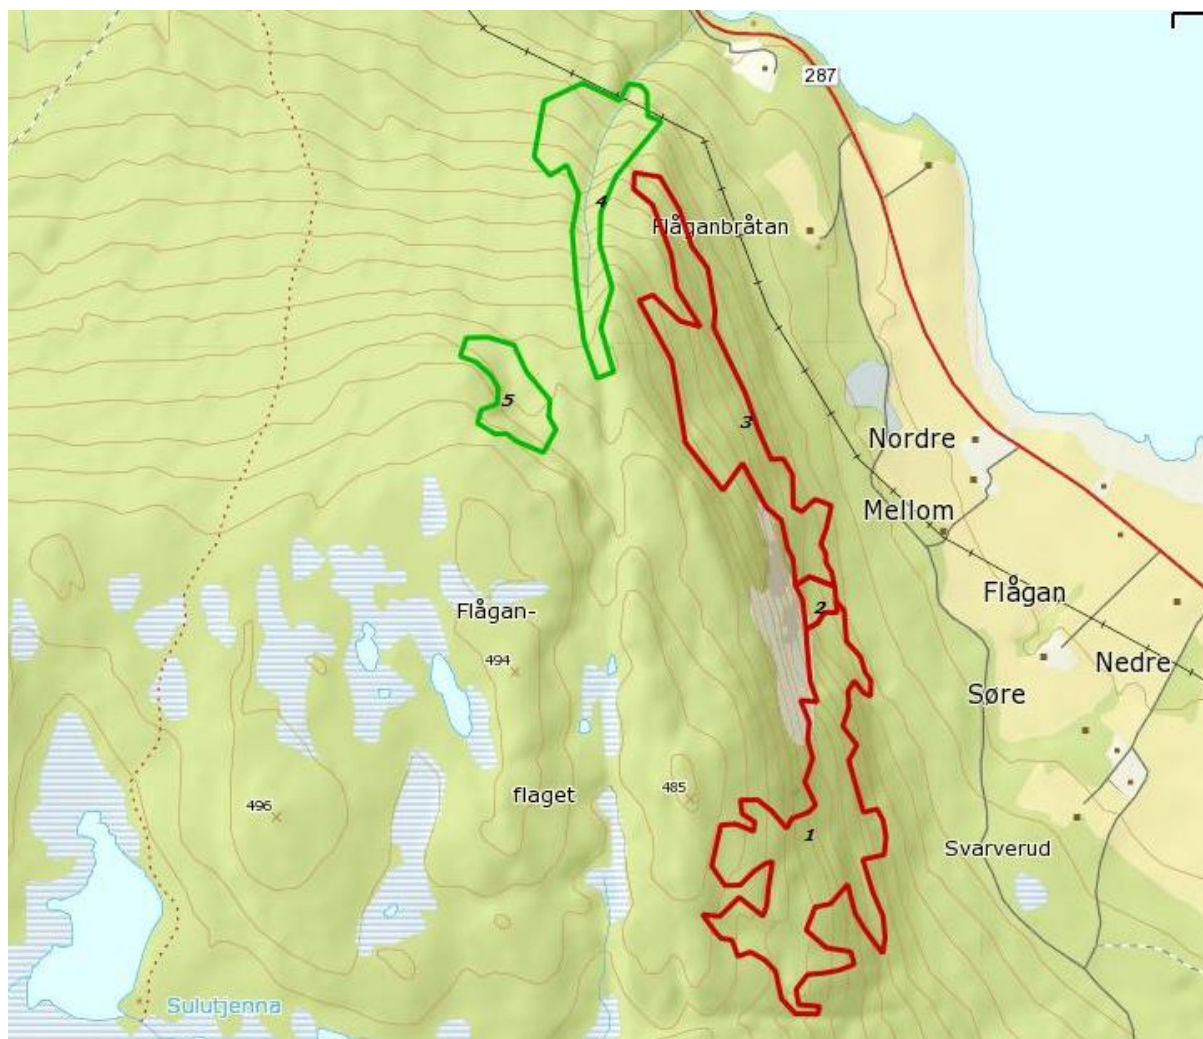 287
4
Flåganbråtan
5
3
Nordre
Mellom
Flågan
2
Flågan-
494
Nedre
Søre
485
flaget
496
1
Svarverud
Sulutjenna